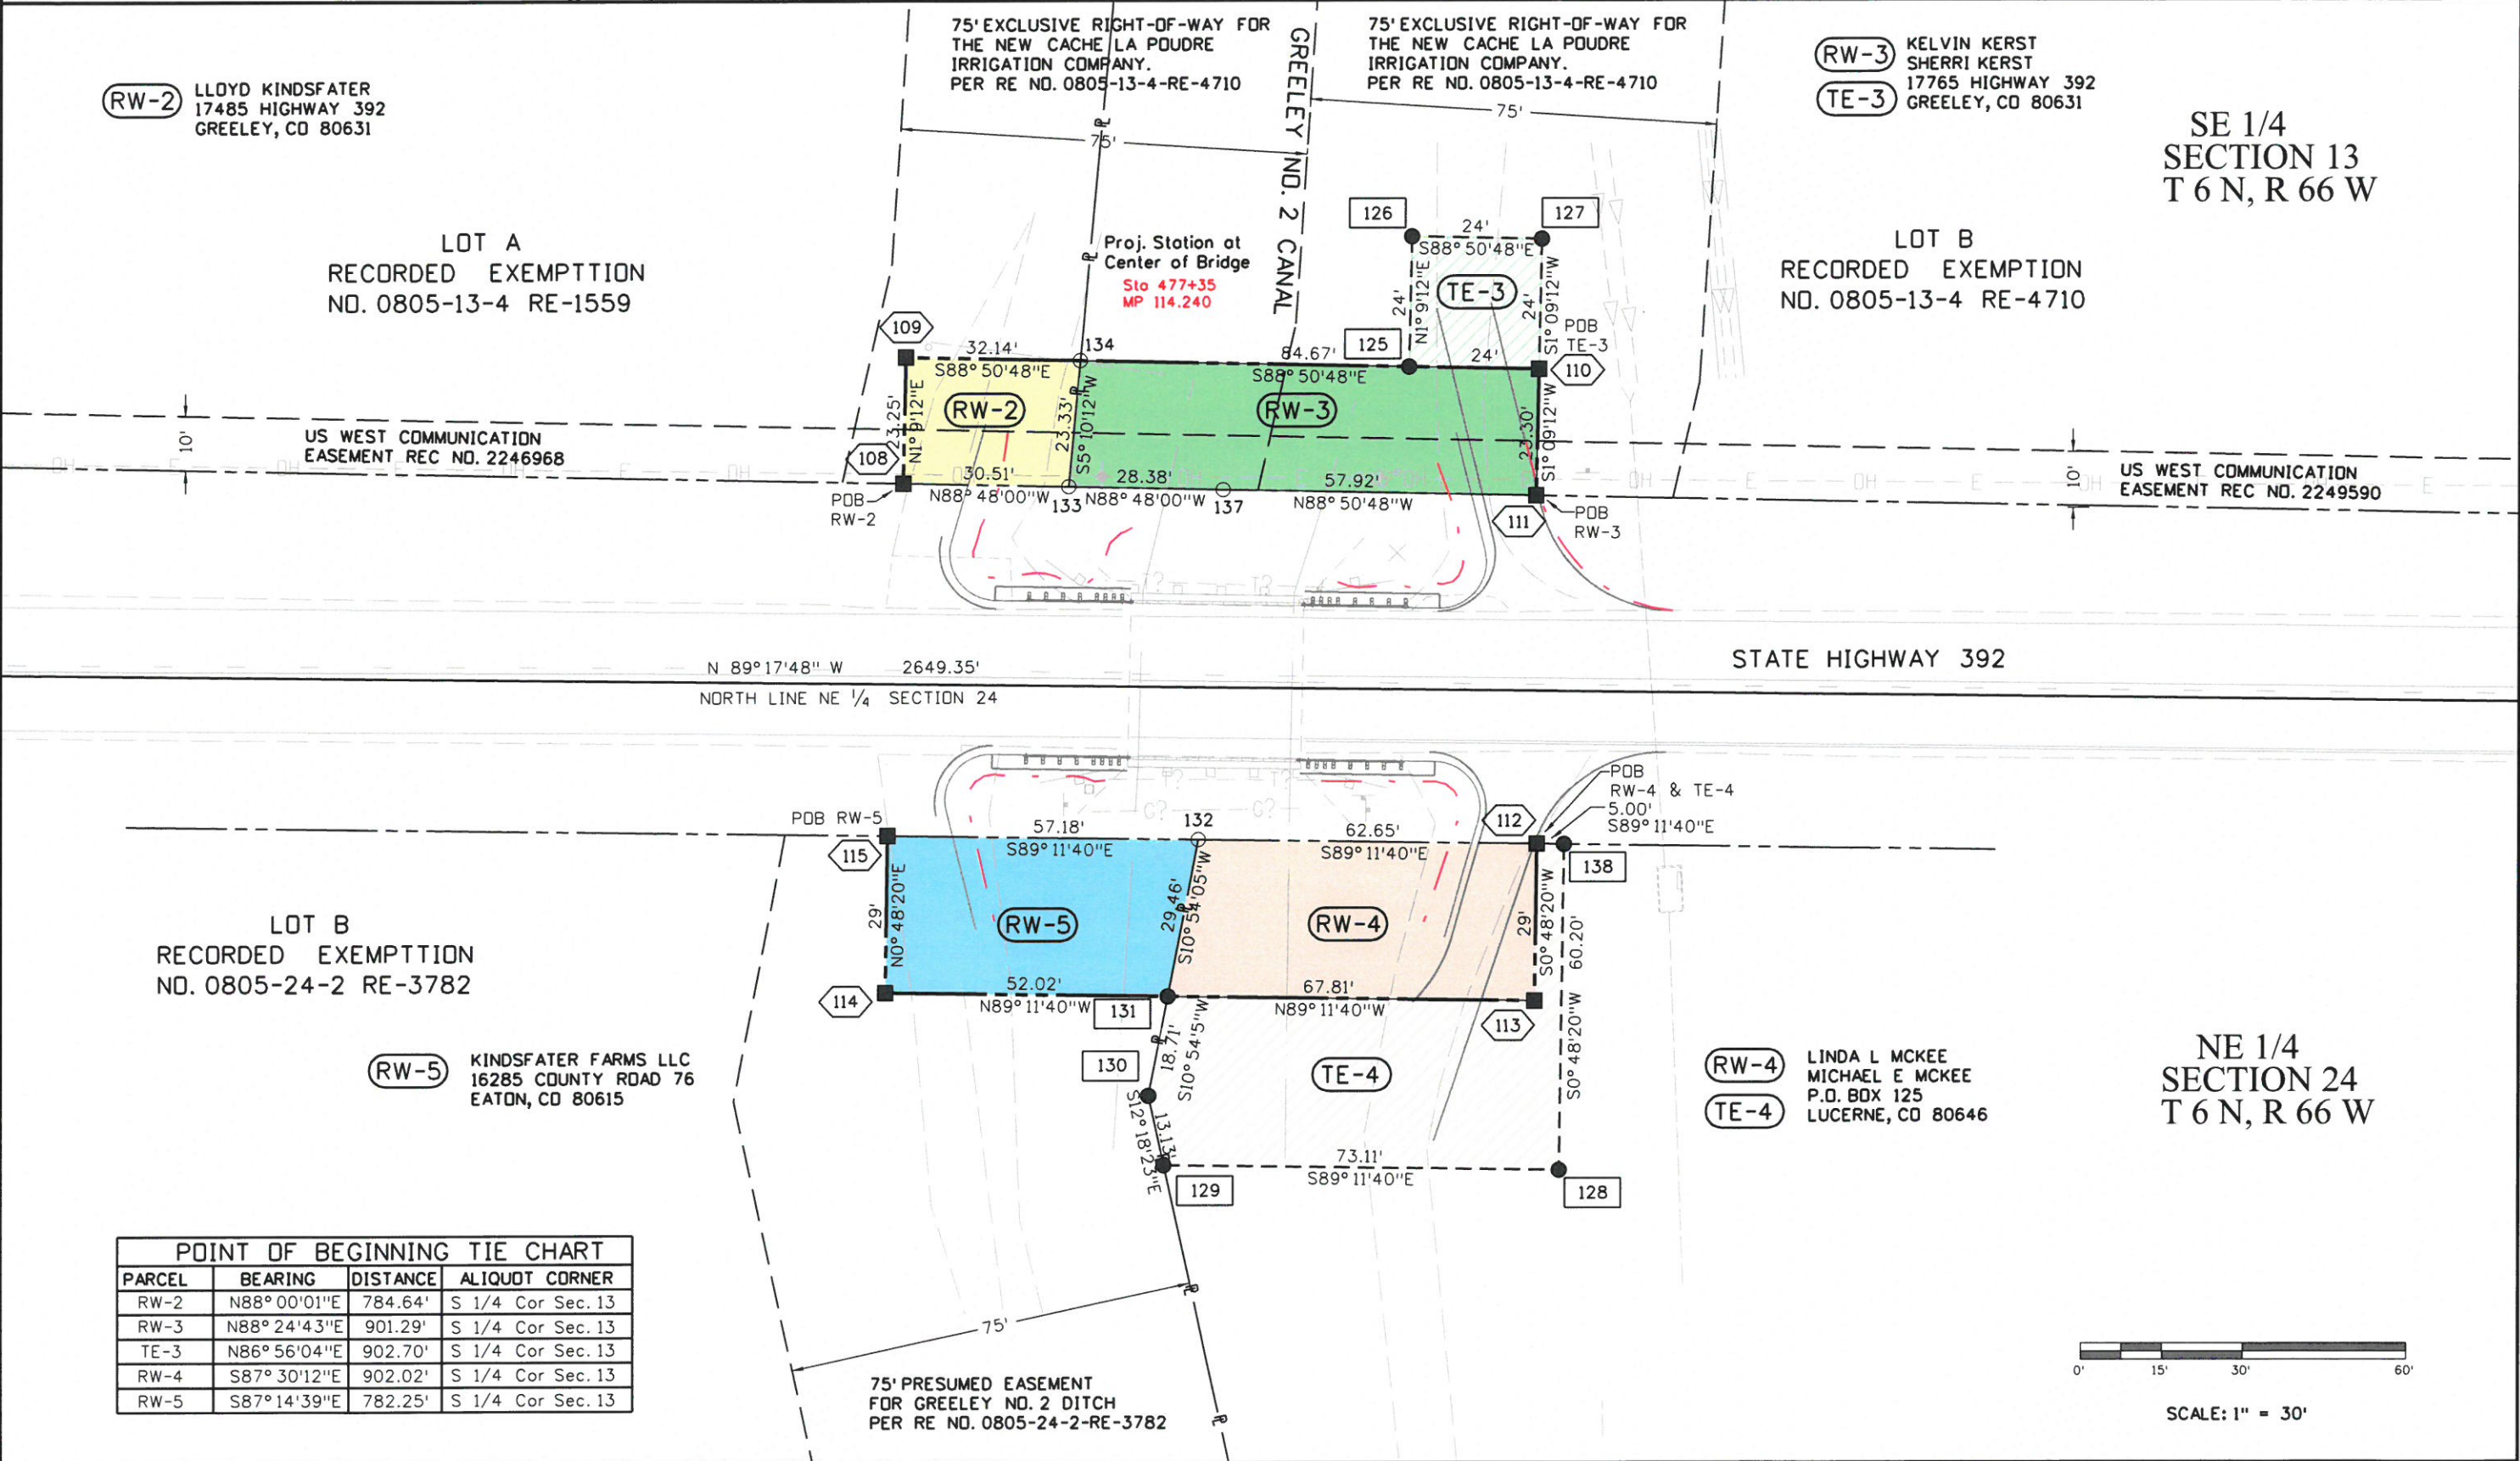 75' EXCLUSIVE RIGHT-OF-WAY FOR
THE NEW CACHE LA POUDRE
IRRIGATION COMPANY.
PER RE NO. 0805-13-4-RE-4710
75' EXCLUSIVE RIGHT-OF-WAY FOR
THE NEW CACHE LA POUDRE
IRRIGATION COMPANY.
PER RE NO. 0805-13-4-RE-4710
RW-3
TE-3
KELVIN KERST
SHERRI KERST
17765 HIGHWAY 392
GREELEY, CO 80631
RW-2
LLOYD KINDSFATER
17485 HIGHWAY 392
GREELEY, CO 80631
SE 1/4
SECTION 13
T 6 N, R 66 W
GREELEY NO. 2 CANAL
75'
75'
LOT A
RECORDED EXEMPTTION
NO. 0805-13-4 RE-1559
Proj. Station at
Center of Bridge
Sta 477+35
MP 114.240
126
127
24'
S88°50'48"E
TE-3
24'
N1°9'12"E
24'
S1°09'12"W
LOT B
RECORDED EXEMPTION
NO. 0805-13-4 RE-4710
POB
TE-3
109
32.14'
S88°50'48"E
134
84.67'
S88°50'48"E
125
24'
110
RW-2
RW-3
23.25'
N1°9'12"E
23.33'
S5°10'12"W
23.30'
S1°09'12"W
10'
US WEST COMMUNICATION
EASEMENT REC NO. 2246968
OH E OH E OH
108
POB
RW-2
30.51'
N88°48'00"W
133
28.38'
N88°48'00"W
137
57.92'
N88°50'48"W
111
POB
RW-3
OH E OH E OH E
10'
US WEST COMMUNICATION
EASEMENT REC NO. 2249590
T? T?
N 89°17'48" W 2649.35'
NORTH LINE NE 1/4 SECTION 24
STATE HIGHWAY 392
T? T?
G? G?
POB RW-5
115
57.18'
S89°11'40"E
132
62.65'
S89°11'40"E
112
POB
RW-4 & TE-4
5.00'
S89°11'40"E
138
29'
N0°48'20"E
RW-5
29.46'
S10°54'05"W
RW-4
29'
S0°48'20"W
60.20'
S0°48'20"W
LOT B
RECORDED EXEMPTTION
NO. 0805-24-2 RE-3782
114
52.02'
N89°11'40"W
131
67.81'
N89°11'40"W
113
130
18.71'
S10°54'5"W
TE-4
S12°18'23"E
13.13'
129
73.11'
S89°11'40"E
128
RW-5
KINDSFATER FARMS LLC
16285 COUNTY ROAD 76
EATON, CO 80615
RW-4
TE-4
LINDA L MCKEE
MICHAEL E MCKEE
P.O. BOX 125
LUCERNE, CO 80646
NE 1/4
SECTION 24
T 6 N, R 66 W
POINT OF BEGINNING TIE CHART
PARCEL BEARING DISTANCE ALIQUOT CORNER
RW-2 N88°00'01"E 784.64' S 1/4 Cor Sec. 13
RW-3 N88°24'43"E 901.29' S 1/4 Cor Sec. 13
TE-3 N86°56'04"E 902.70' S 1/4 Cor Sec. 13
RW-4 S87°30'12"E 902.02' S 1/4 Cor Sec. 13
RW-5 S87°14'39"E 782.25' S 1/4 Cor Sec. 13
75'
75' PRESUMED EASEMENT
FOR GREELEY NO. 2 DITCH
PER RE NO. 0805-24-2-RE-3782
0' 15' 30' 60'
SCALE: 1" = 30'